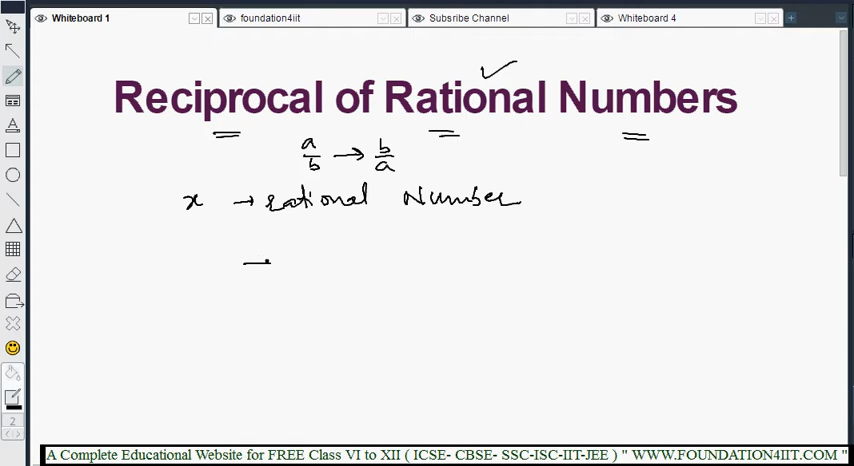 Whiteboard 1 foundation4iit Subsribe Channel Whiteboard 4
Reciprocal of Rational Numbers
a/b → b/a
x → rational Number
2
A Complete Educational Website for FREE Class VI to XII ( ICSE- CBSE- SSC-ISC-IIT-JEE ) " WWW.FOUNDATION4IIT.COM "